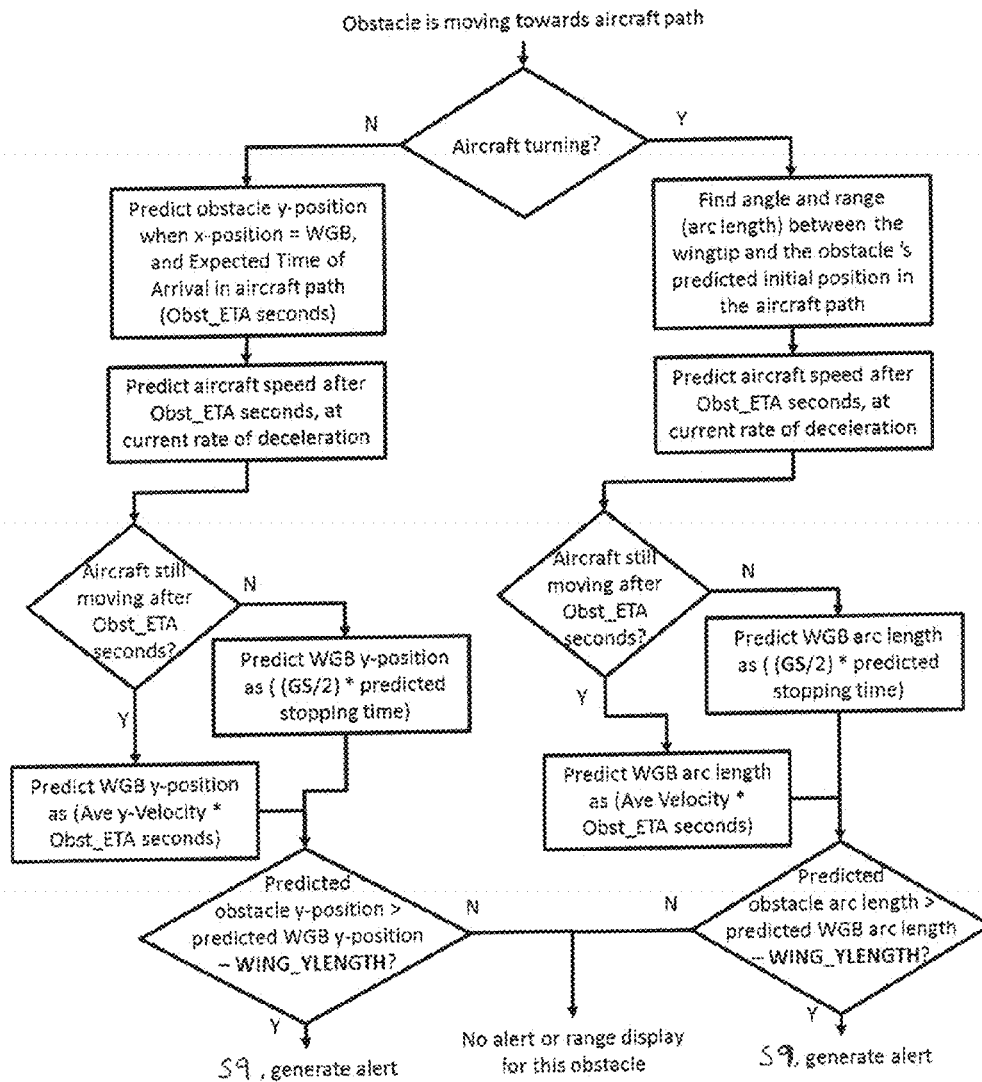 Obstacle is moving towards aircraft path
Aircraft turning?
N
Y
Predict obstacle y-position
when x-position = WGB,
and Expected Time of
Arrival in aircraft path
(Obst_ETA seconds)
Find angle and range
(arc length) between the
wingtip and the obstacle 's
predicted initial position in
the aircraft path
Predict aircraft speed after
Obst_ETA seconds, at
current rate of deceleration
Predict aircraft speed after
Obst_ETA seconds, at
current rate of deceleration
Aircraft still
moving after
Obst_ETA
seconds?
N
Y
Predict WGB y-position
as ( (GS/2) * predicted
stopping time)
Predict WGB y-position
as (Ave y-Velocity *
Obst_ETA seconds)
Aircraft still
moving after
Obst_ETA
seconds?
N
Y
Predict WGB arc length
as ( (GS/2) * predicted
stopping time)
Predict WGB arc length
as (Ave Velocity *
Obst_ETA seconds)
Predicted
obstacle y-position >
predicted WGB y-position
– WING_YLENGTH?
N
Y
Predicted
obstacle arc length >
predicted WGB arc length
– WING_YLENGTH?
N
Y
S9, generate alert
No alert or range display
for this obstacle
S9, generate alert